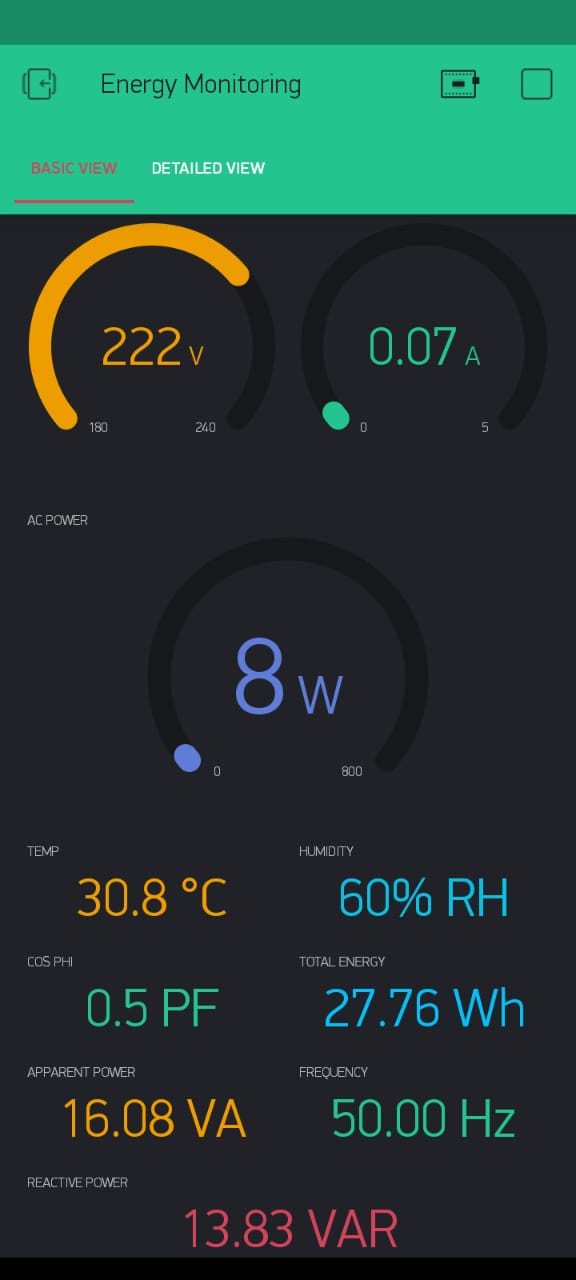 Energy Monitoring
BASIC VIEW DETAILED VIEW
222 V 0.07 A
180 240 0 5
AC POWER
8 W
0 800
TEMP HUMIDITY
30.8 °C 60% RH
COS PHI TOTAL ENERGY
0.5 PF 27.76 Wh
APPARENT POWER FREQUENCY
16.08 VA 50.00 Hz
REACTIVE POWER
13.83 VAR